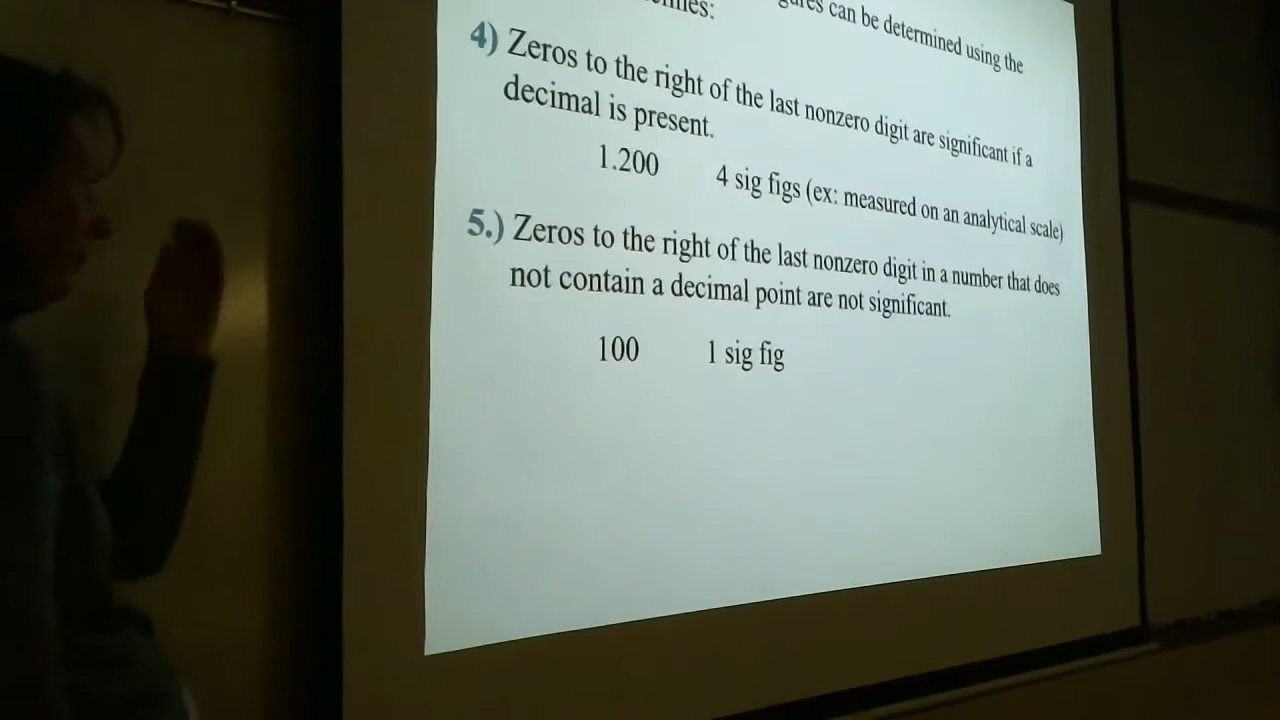 can be determined using the
4) Zeros to the right of the last nonzero digit are significant if a
decimal is present.
1.200 4 sig figs (ex: measured on an analytical scale)
5.) Zeros to the right of the last nonzero digit in a number that does
not contain a decimal point are not significant.
100 1 sig fig